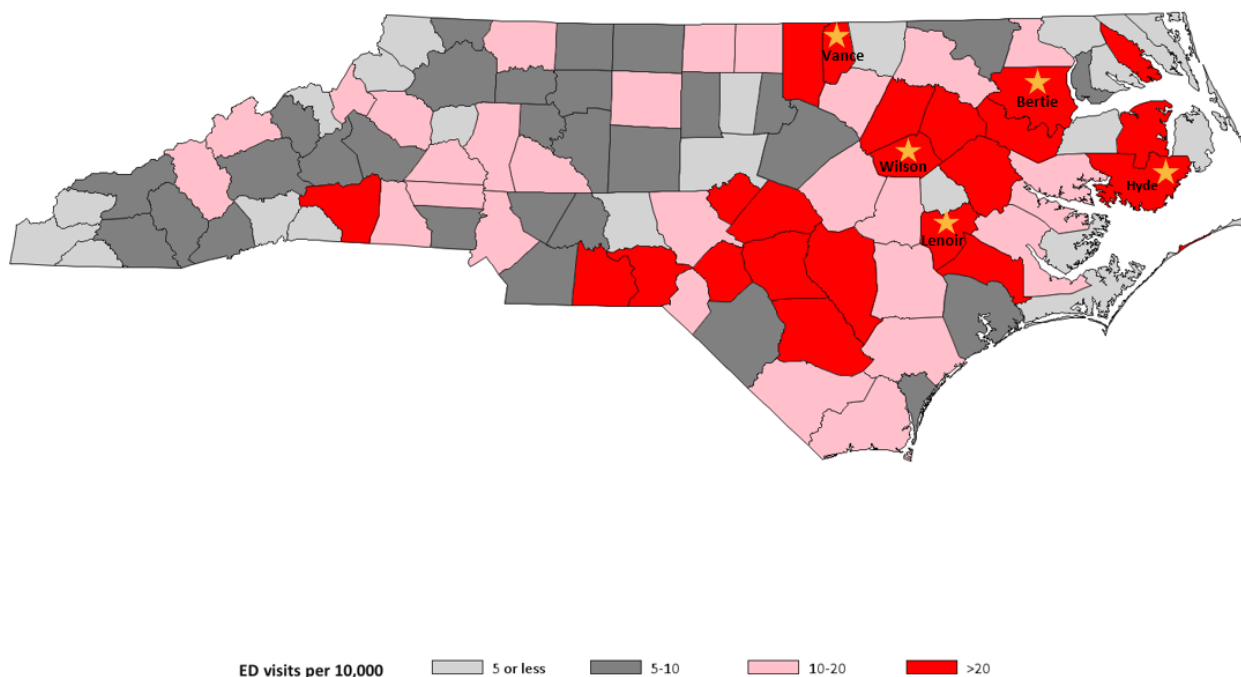 Vance
Bertie
Wilson
Hyde
Lenoir
ED visits per 10,000 5 or less 5-10 10-20 >20